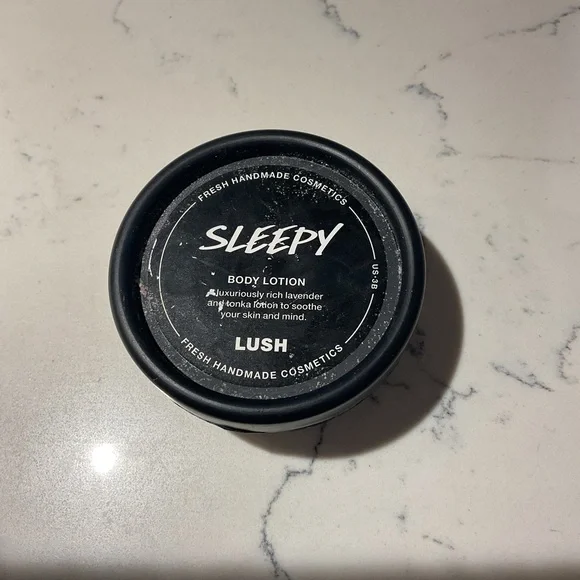 FRESH HANDMADE COSMETICS
SLEEPY
BODY LOTION
A luxuriously rich lavender
and tonka lotion to soothe
your skin and mind.
LUSH
FRESH HANDMADE COSMETICS
US-3B